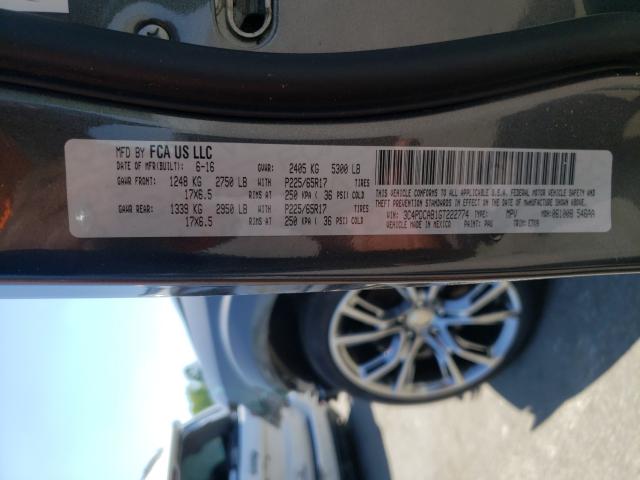 MFD BY FCA US LLC
DATE OF MFR(BUILT): 6-16 GVWR: 2405 KG 5300 LB
GAWR FRONT: 1248 KG 2750 LB WITH P225/65R17 TIRES
17X6.5 RIMS AT 250 KPA ( 36 PSI) COLD
GAWR REAR: 1339 KG 2950 LB WITH P225/65R17 TIRES
17X6.5 RIMS AT 250 KPA ( 36 PSI) COLD
THIS VEHICLE CONFORMS TO ALL APPLICABLE U.S.A. FEDERAL MOTOR VEHICLE SAFETY AND
THEFT PREVENTION STANDARDS IN EFFECT ON THE DATE OF MANUFACTURE SHOWN ABOVE.
VIN: 3C4PDCAB1GT222774 TYPE: MPV MDH: 061008 546AA
VEHICLE MADE IN MEXICO PAINT: PAU TRIM: